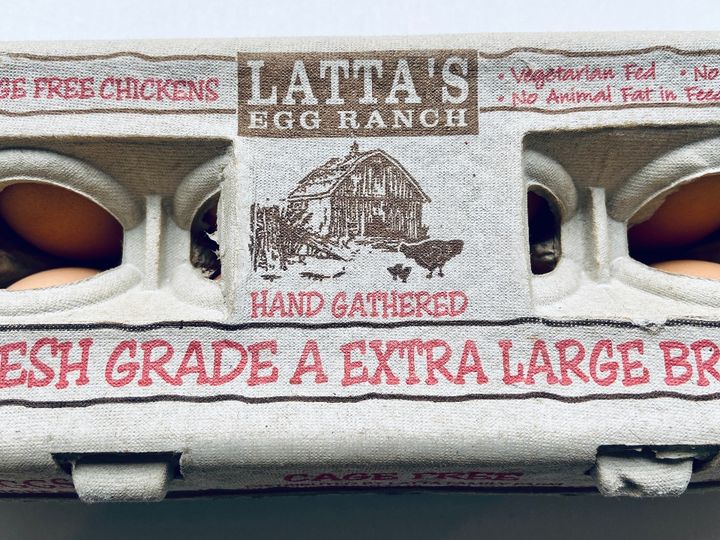 GE FREE CHICKENS
LATTA'S
EGG RANCH
• Vegetarian Fed • No
• No Animal Fat in Feed
HAND GATHERED
ESH GRADE A EXTRA LARGE BR
CAGE FREE